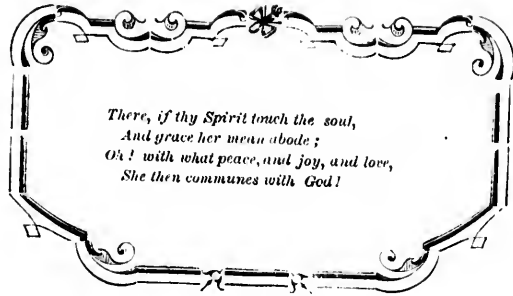 There, if thy Spirit touch the soul,
And grace her mean abode;
Oh! with what peace, and joy, and love,
She then communes with God!